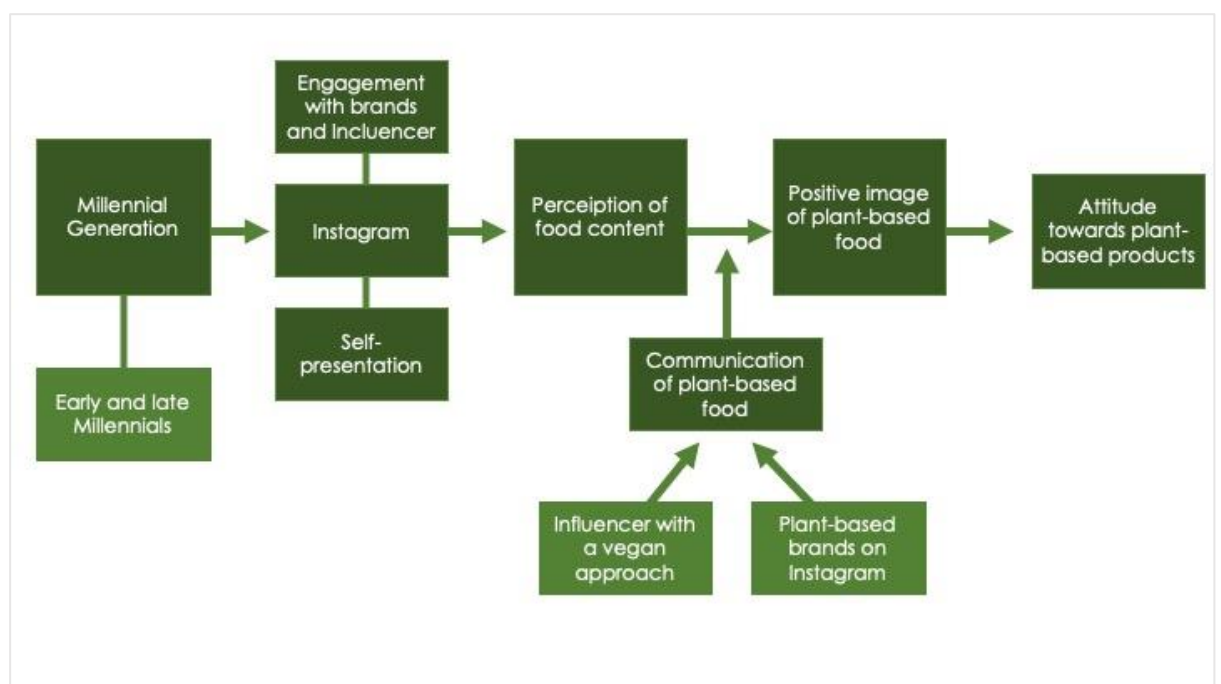 Engagement
with brands
and Incluencer
Millennial
Generation
Instagram
Perceiption of
food content
Positive image
of plant-based
food
Attitude
towards plant-
based products
Self-
presentation
Communication
of plant-based
food
Early and late
Millennials
Influencer with
a vegan
approach
Plant-based
brands on
Instagram